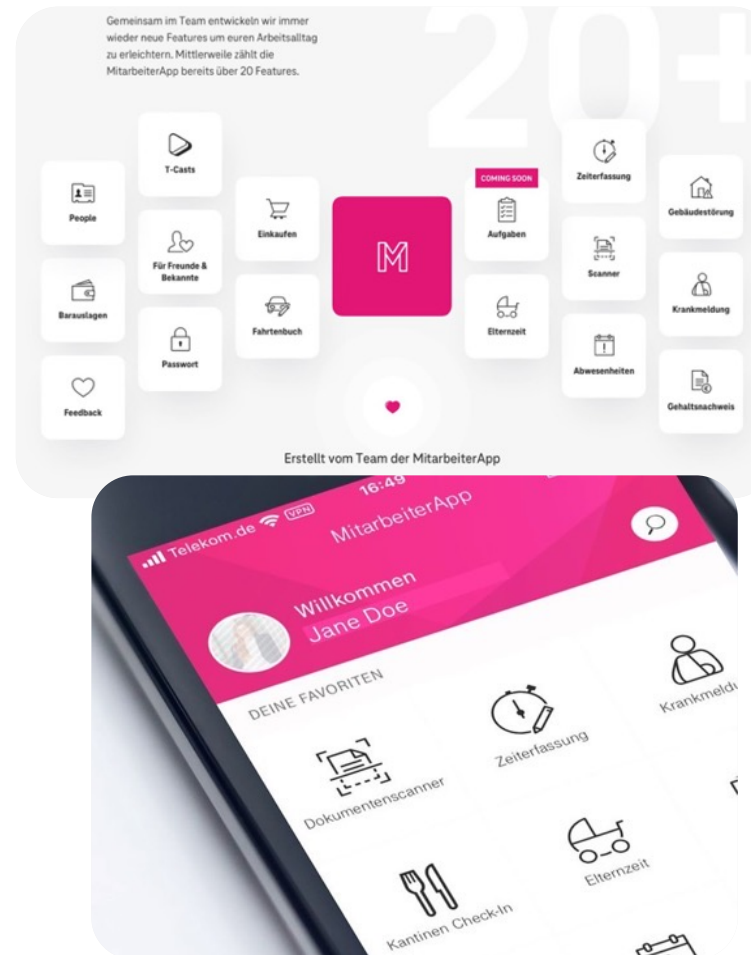 Gemeinsam im Team entwickeln wir immer
wieder neue Features um euren Arbeitsalltag
zu erleichtern. Mittlerweile zählt die
MitarbeiterApp bereits über 20 Features.
20+
T-Casts
People
Für Freunde &
Bekannte
Barauslagen
Passwort
Feedback
Einkaufen
Fahrtenbuch
M
COMING SOON
Aufgaben
Elternzeit
Zeiterfassung
Scanner
Abwesenheiten
Gebäudestörung
Krankmeldung
Gehaltsnachweis
Erstellt vom Team der MitarbeiterApp
Telekom.de VPN 16:49
MitarbeiterApp
Willkommen
Jane Doe
DEINE FAVORITEN
Dokumentenscanner
Zeiterfassung
Krankmeldu
Kantinen Check-In
Elternzeit